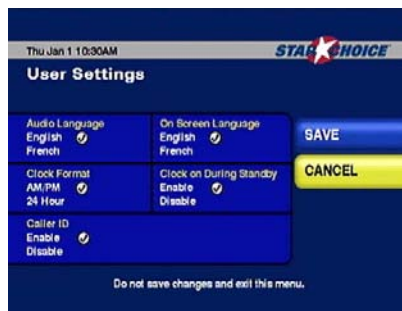 Thu Jan 1 10:30AM
STAR CHOICE
User Settings
Audio Language
English
French
On Screen Language
English
French
SAVE
Clock Format
AM/PM
24 Hour
Clock on During Standby
Enable
Disable
CANCEL
Caller ID
Enable
Disable
Do not save changes and exit this menu.